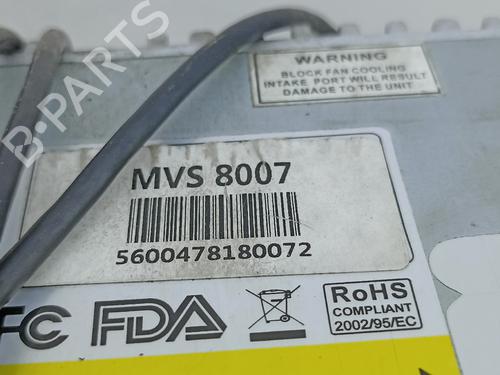 WARNING
BLOCK FAN COOLING
INTAKE PORT WILL RESULT
DAMAGE TO THE UNIT
B-PARTS
MVS 8007
5600478180072
FC FDA
RoHS
COMPLIANT
2002/95/EC